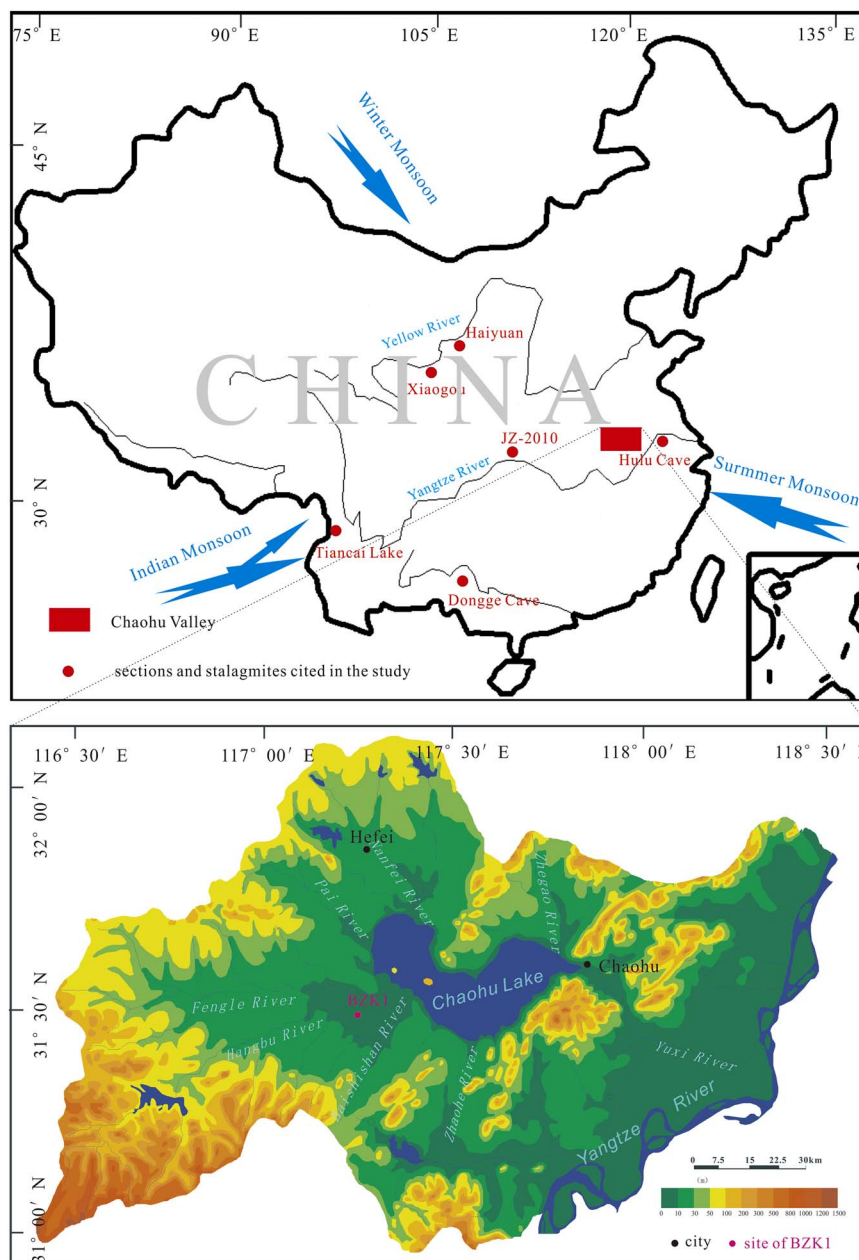 75° E 90° E 105° E 120° E 135° E
45° N
30° N
Winter Monsoon
Yellow River
Haiyuan
Xiaogou
CHINA
JZ-2010
Hulu Cave
Yangtze River
Surmmer Monsoon
Indian Monsoon
Tiancai Lake
Dongge Cave
Chaohu Valley
sections and stalagmites cited in the study
116° 30′ E 117° 00′ E 117° 30′ E 118° 00′ E 118° 30′ E
32° 00′ N
31° 30′ N
31° 00′ N
Hefei
Nanfei River
Pai River
Zhegao River
Chaohu
Chaohu Lake
Fengle River
BZK1
Hangbu River
Zhaohe River
Yuxi River
Yangtze River
0 7.5 15 22.5 30km
(m)
0 10 30 50 100 200 300 500 800 1000 1500
city
site of BZK1